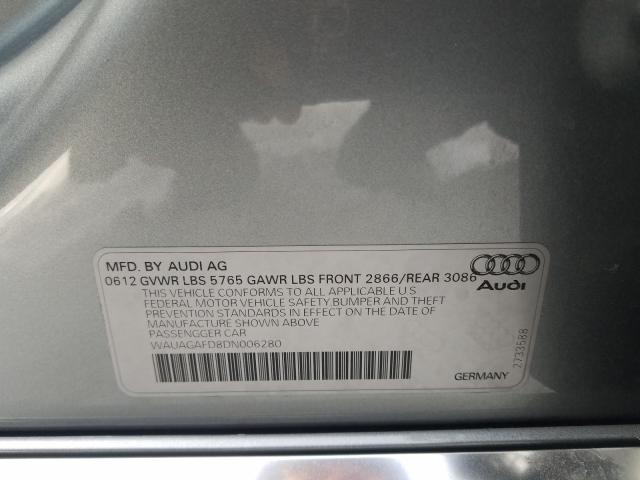 MFD. BY AUDI AG
0612 GVWR LBS 5765 GAWR LBS FRONT 2866/REAR 3086
THIS VEHICLE CONFORMS TO ALL APPLICABLE U S
FEDERAL MOTOR VEHICLE SAFETY,BUMPER AND THEFT
PREVENTION STANDARDS IN EFFECT ON THE DATE OF
MANUFACTURE SHOWN ABOVE
PASSENGGER CAR
WAUAGAFD8DN006280
Audi
GERMANY
2733588